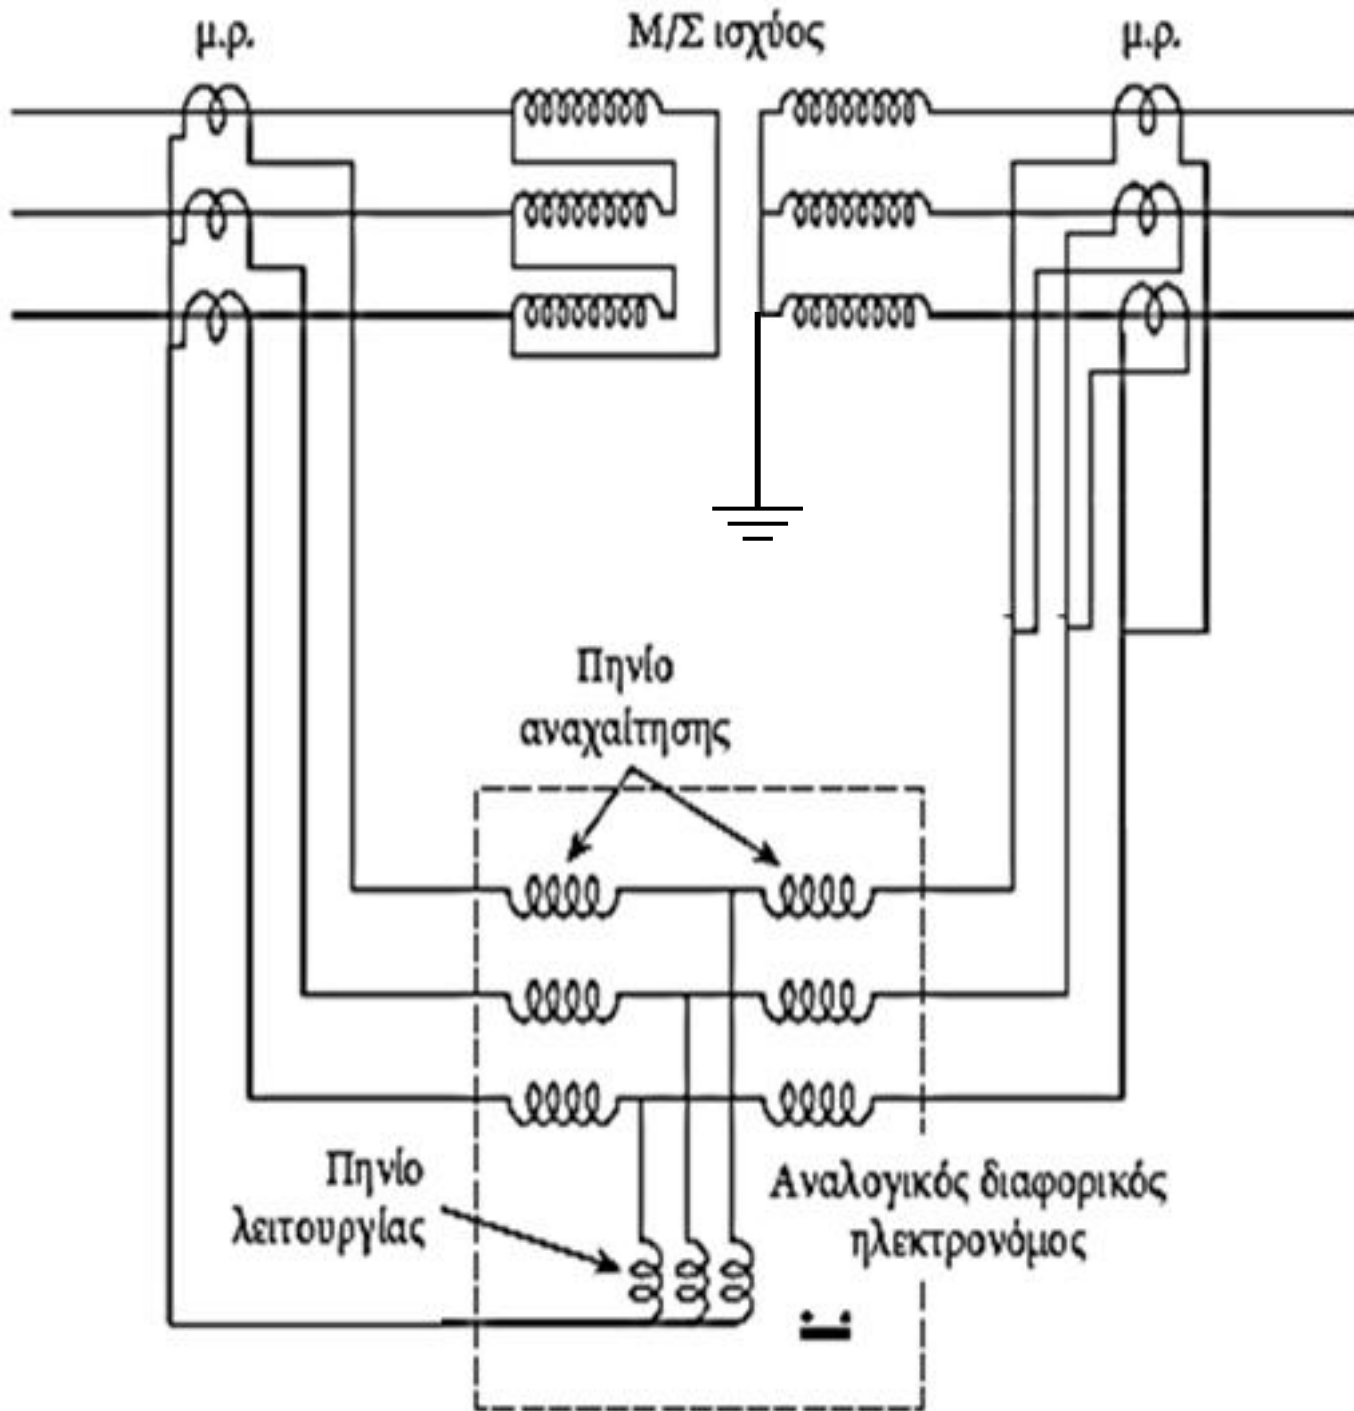 μ.ρ.
Μ/Σ ισχύος
μ.ρ.
Πηνίο
αναχαίτησης
Πηνίο
λειτουργίας
Αναλογικός διαφορικός
ηλεκτρονόμος